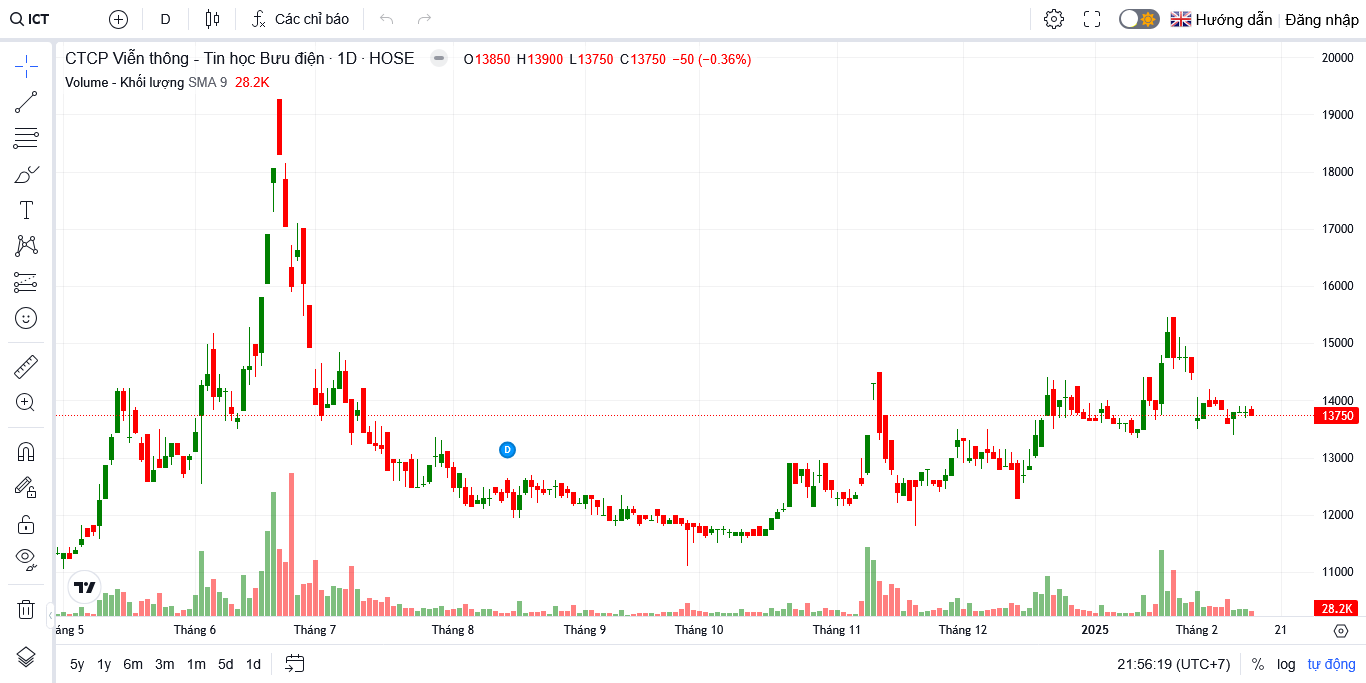 ICT D Các chỉ báo Hướng dẫn Đăng nhập
CTCP Viễn thông - Tin học Bưu điện · 1D · HOSE O13850 H13900 L13750 C13750 −50 (−0.36%)
Volume - Khối lượng SMA 9 28.2K
20000
19000
18000
17000
16000
15000
14000
13750
13000
D
12000
11000
28.2K
áng 5 Tháng 6 Tháng 7 Tháng 8 Tháng 9 Tháng 10 Tháng 11 Tháng 12 2025 Tháng 2 21
5y 1y 6m 3m 1m 5d 1d 21:56:19 (UTC+7) % log tự động